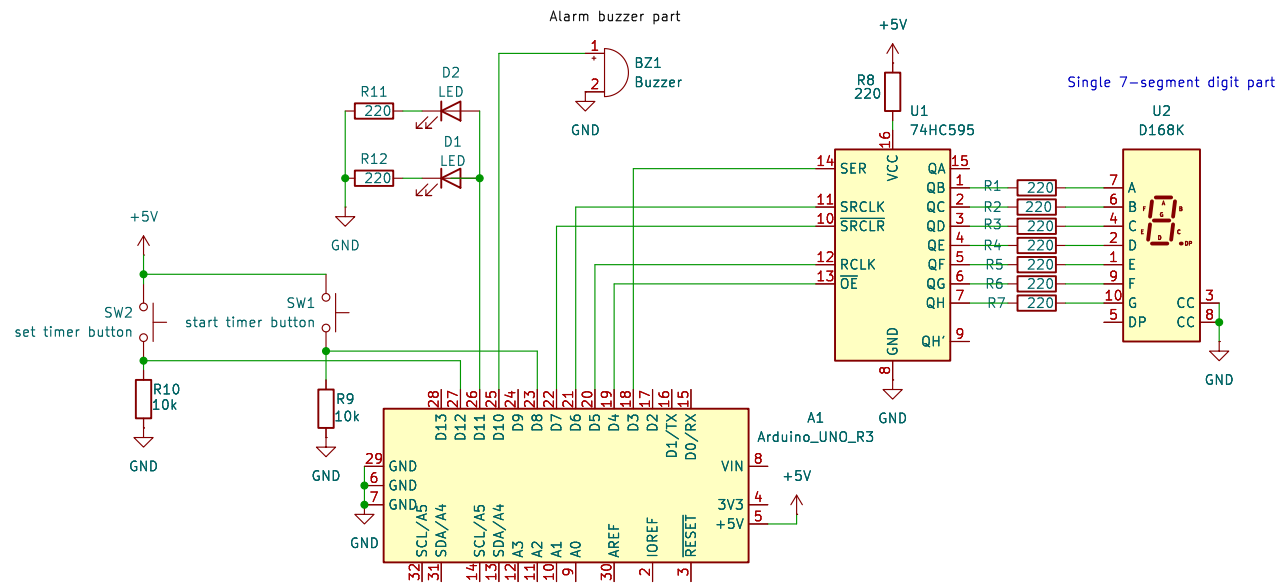 Alarm buzzer part
+5V
1
+
BZ1
Buzzer
2
GND
D2
LED
R11
220
D1
LED
R12
220
GND
R8
220
U1
74HC595
Single 7-segment digit part
U2
D168K
16
VCC
14 SER QA 15
QB 1 R1 220 7 A
11 SRCLK QC 2 R2 220 6 B
10 SRCLR QD 3 R3 220 4 C
QE 4 R4 220 2 D
12 RCLK QF 5 R5 220 1 E
13 OE QG 6 R6 220 9 F
QH 7 R7 220 10 G CC 3
5 DP CC 8
QH' 9
GND
8
GND
A
F B
G
E C
D
DP
GND
+5V
SW2
set timer button
SW1
start timer button
R10
10k
GND
R9
10k
GND
28 27 26 25 24 23 22 21 20 19 18 17 16 15
D13 D12 D11 D10 D9 D8 D7 D6 D5 D4 D3 D2 D1/TX D0/RX
A1
Arduino_UNO_R3
29 GND
6 GND
7 GND
GND
VIN 8
3V3 4
+5V 5
+5V
SCL/A5 SDA/A4 SCL/A5 SDA/A4 A3 A2 A1 A0 AREF IOREF RESET
32 31 14 13 12 11 10 9 30 2 3